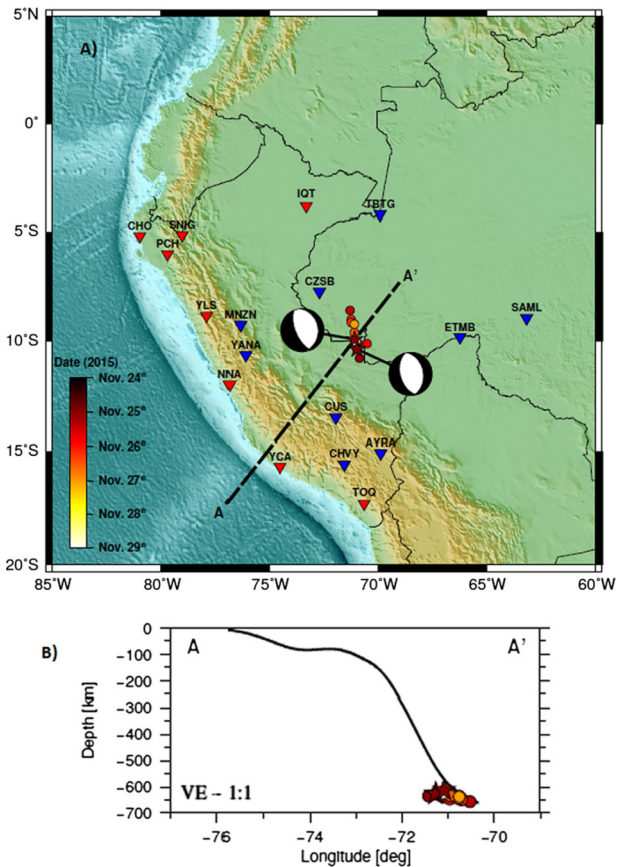 5°N
A)
0°
IQT
TBTG
5°S
CHO
SNIG
PCH
A'
CZSB
YLS
MNZN
SAML
ETMB
10°S
YANA
Date (2015)
NNA
Nov. 24ᵗʰ
Nov. 25ᵗʰ
CUS
Nov. 26ᵗʰ
AYRA
15°S
YCA
CHVY
Nov. 27ᵗʰ
TOQ
A
Nov. 28ᵗʰ
Nov. 29ᵗʰ
20°S
85°W 80°W 75°W 70°W 65°W 60°W
B)
A A'
0
−100
−200
−300
−400
−500
−600
−700
Depth [km]
VE – 1:1
−76 −74 −72 −70
Longitude [deg]